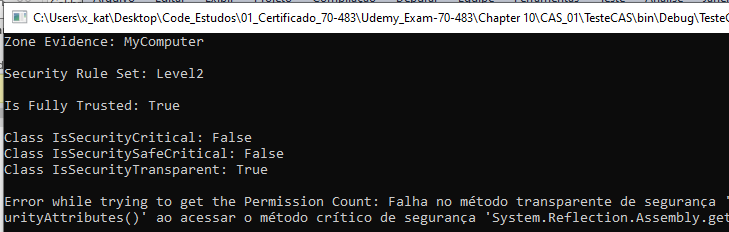 C:\Users\x_kat\Desktop\Code_Estudos\01_Certificado_70-483\Udemy_Exam-70-483\Chapter 10\CAS_01\TesteCAS\bin\Debug\TesteC
Zone Evidence: MyComputer
Security Rule Set: Level2
Is Fully Trusted: True
Class IsSecurityCritical: False
Class IsSecuritySafeCritical: False
Class IsSecurityTransparent: True
Error while trying to get the Permission Count: Falha no método transparente de segurança '
urityAttributes()' ao acessar o método crítico de segurança 'System.Reflection.Assembly.get